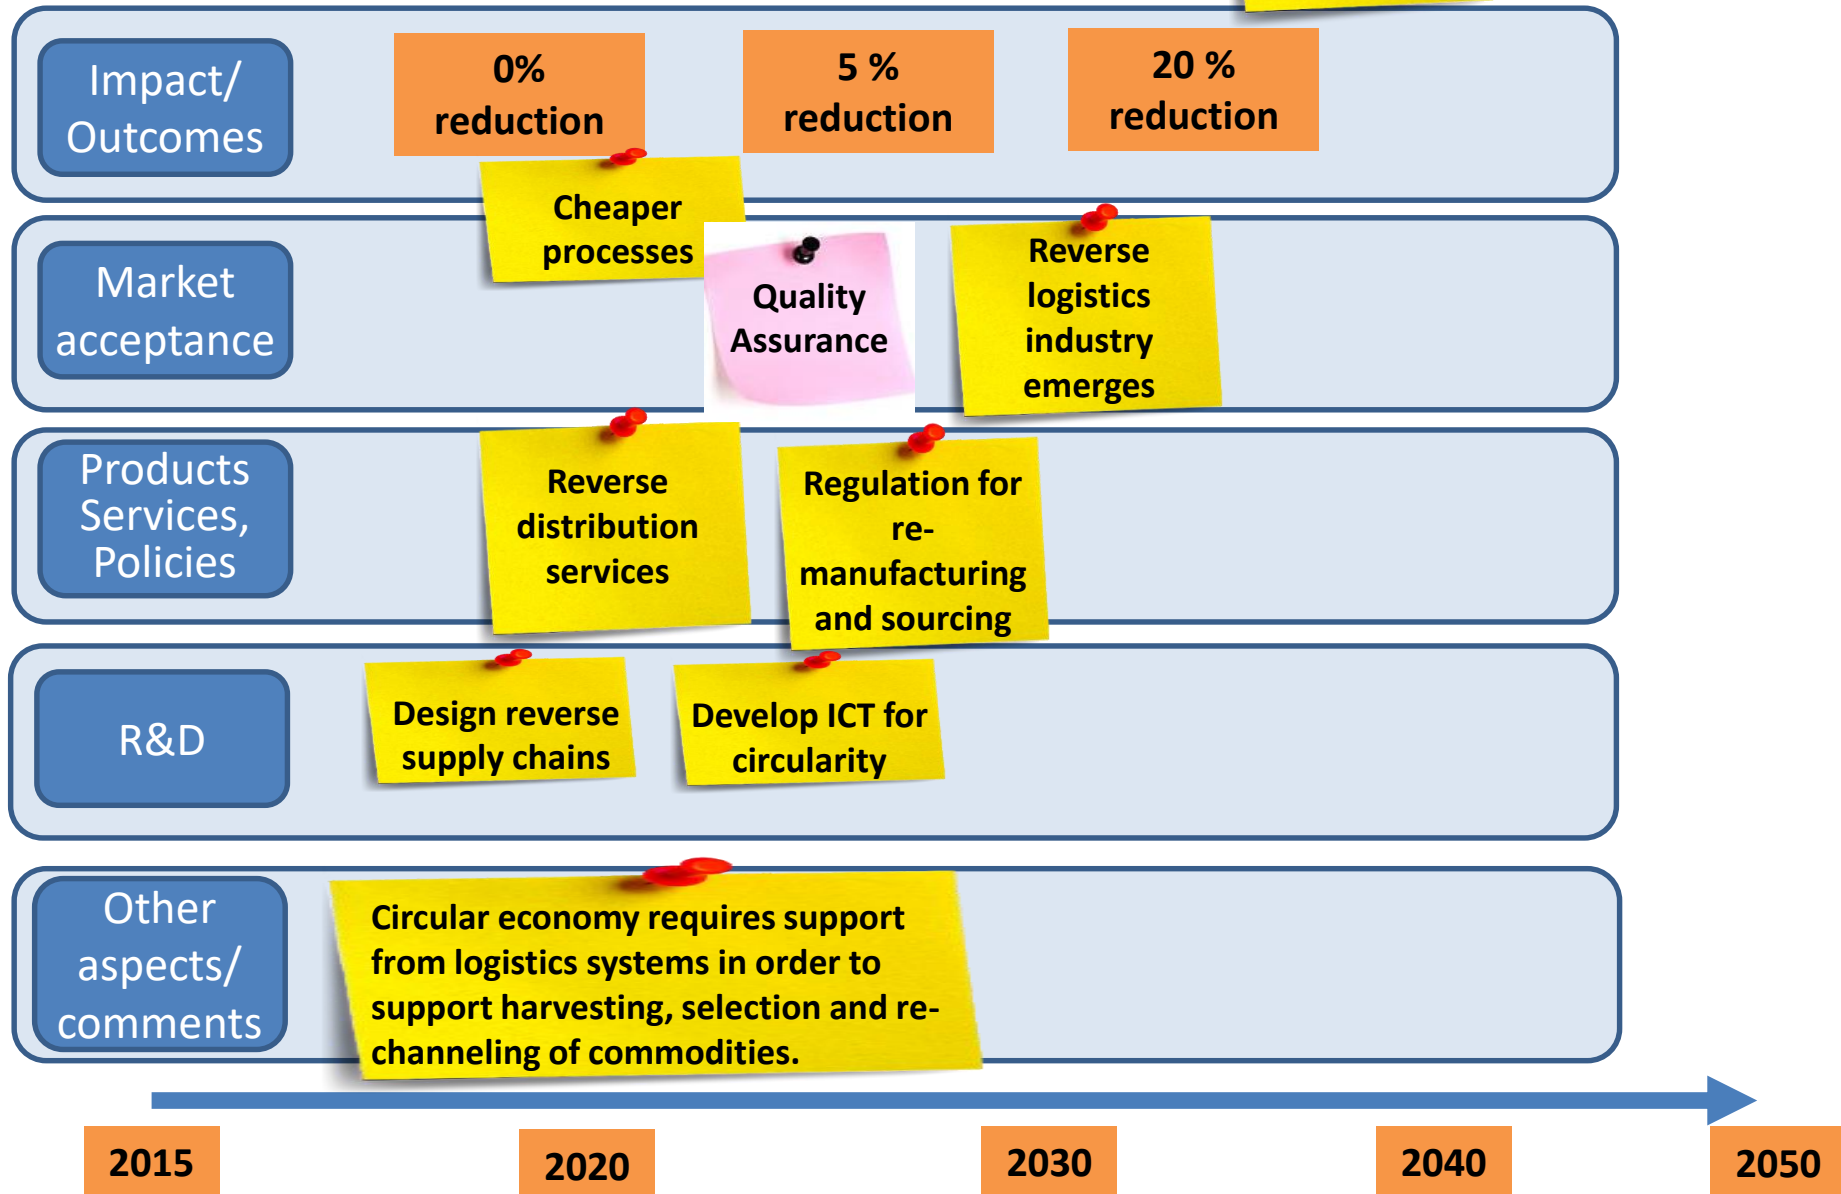 Impact/
Outcomes
0%
reduction
5 %
reduction
20 %
reduction
Market
acceptance
Cheaper
processes
Quality
Assurance
Reverse
logistics
industry
emerges
Products
Services,
Policies
Reverse
distribution
services
Regulation for
re-
manufacturing
and sourcing
R&D
Design reverse
supply chains
Develop ICT for
circularity
Other
aspects/
comments
Circular economy requires support
from logistics systems in order to
support harvesting, selection and re-
channeling of commodities.
2015
2020
2030
2040
2050